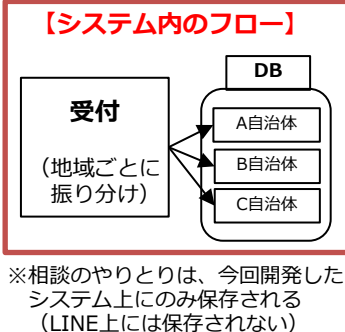 【システム内のフロー】
DB
受付
（地域ごとに
振り分け）
A自治体
B自治体
C自治体
※相談のやりとりは、今回開発した
システム上にのみ保存される
（LINE上には保存されない）